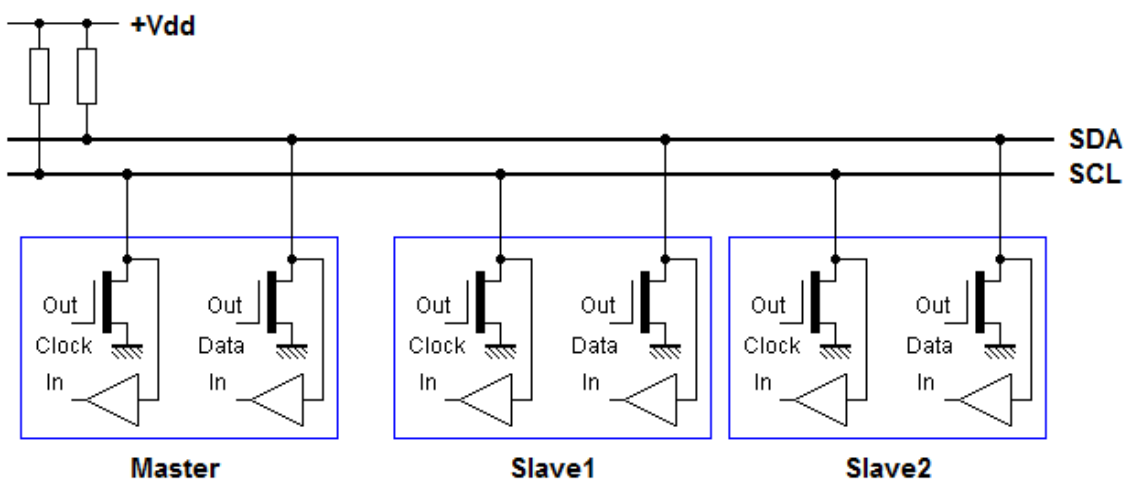 +Vdd
SDA
SCL
Out Out Out Out Out Out
Clock Data Clock Data Clock Data
In In In In In In
Master Slave1 Slave2